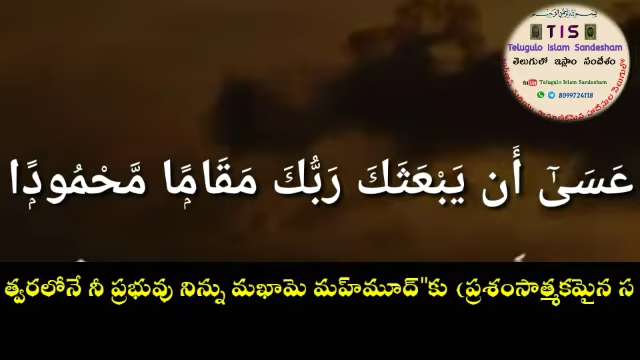 TIS
Telugulo Islam Sandesham
తెలుగులో ఇస్లాం సందేశం
Telugulo Islam Sandesham
8099724118
عَسَىٰٓ أَن يَبْعَثَكَ رَبُّكَ مَقَامًا مَّحْمُودًا
త్వరలోనే నీ ప్రభువు నిన్ను మఖామె మహ్‌మూద్"కు (ప్రశంసాత్మకమైన స